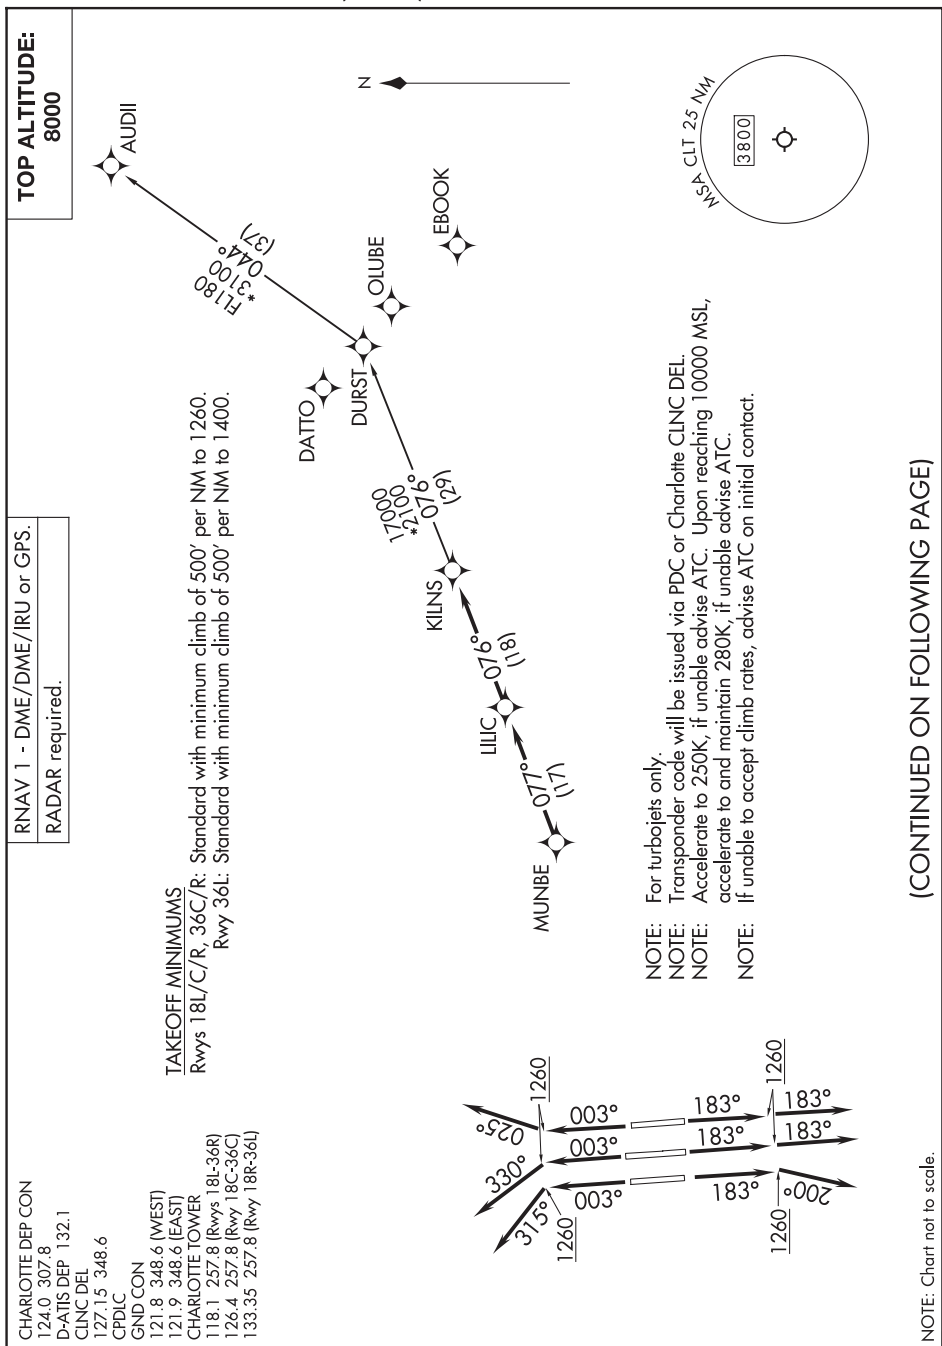 CHARLOTTE DEP CON
124.0 307.8
D-ATIS DEP 132.1
CLNC DEL
127.15 348.6
CPDLC
GND CON
121.8 348.6 (WEST)
121.9 348.6 (EAST)
CHARLOTTE TOWER
118.1 257.8 (Rwys 18L-36R)
126.4 257.8 (Rwy 18C-36C)
133.35 257.8 (Rwy 18R-36L)
RNAV 1 - DME/DME/IRU or GPS.
RADAR required.
TOP ALTITUDE:
8000
TAKEOFF MINIMUMS
Rwys 18L/C/R, 36C/R: Standard with minimum climb of 500' per NM to 1260.
Rwy 36L: Standard with minimum climb of 500' per NM to 1400.
AUDII
FL180
*3100
044°
(37)
N
DATTO
DURST
OLUBE
EBOOK
17000
*2100
076°
(29)
KILNS
076°
(18)
LILIC
077°
(17)
MUNBE
MSA CLT 25 NM
3800
315°
330°
025°
1260
1260
003°
003°
003°
183°
183°
183°
1260
1260
200°
183°
183°
NOTE: For turbojets only.
NOTE: Transponder code will be issued via PDC or Charlotte CLNC DEL.
NOTE: Accelerate to 250K, if unable advise ATC. Upon reaching 10000 MSL,
accelerate to and maintain 280K, if unable advise ATC.
NOTE: If unable to accept climb rates, advise ATC on initial contact.
(CONTINUED ON FOLLOWING PAGE)
NOTE: Chart not to scale.